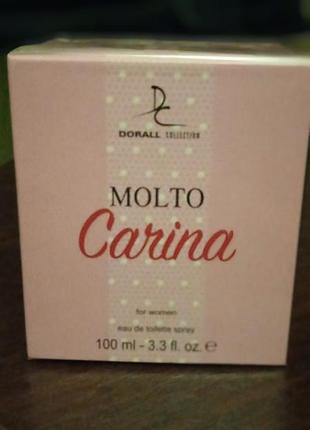 DC
DORALL COLLECTION
MOLTO
Carina
for women
eau de toilette spray
100 ml - 3.3 fl. oz. ℮